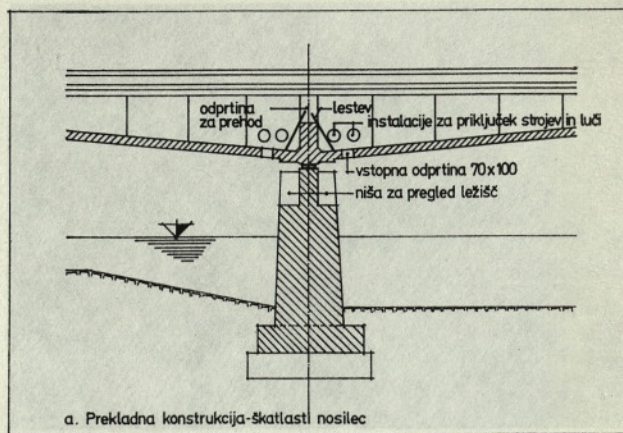 odprtina
za prehod
lestev
instalacije za priključek strojev in luči
vstopna odprtina 70x100
niša za pregled ležišč
a. Prekladna konstrukcija-škatlasti nosilec